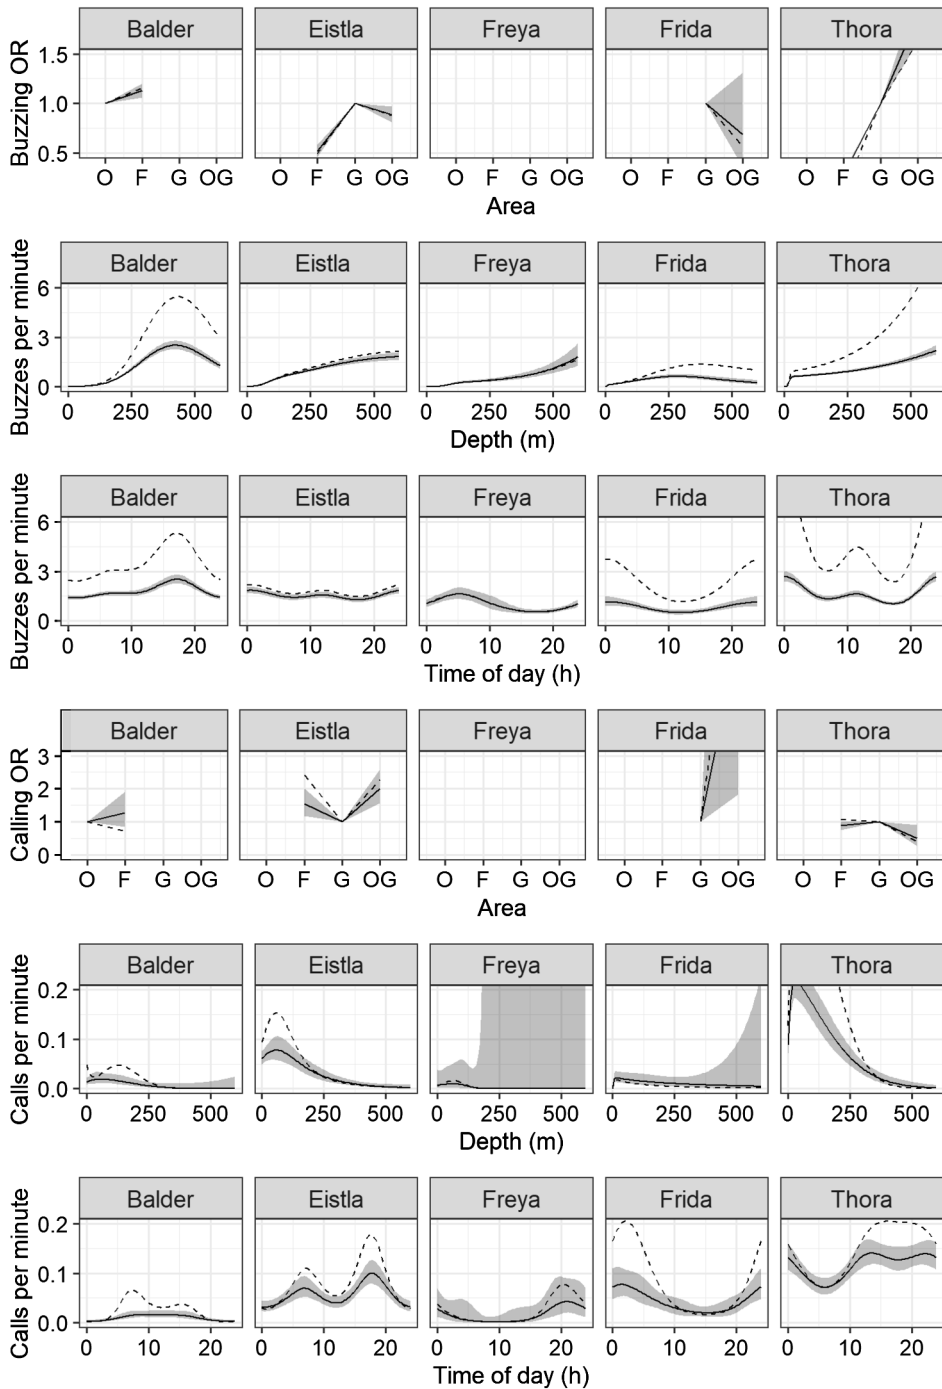 Balder Eistla Freya Frida Thora
Buzzing OR
1.5
1.0
0.5
O F G OG O F G OG O F G OG O F G OG O F G OG
Area
Balder Eistla Freya Frida Thora
Buzzes per minute
6
3
0
0 250 500 0 250 500 0 250 500 0 250 500 0 250 500
Depth (m)
Balder Eistla Freya Frida Thora
Buzzes per minute
6
3
0
0 10 20 0 10 20 0 10 20 0 10 20 0 10 20
Time of day (h)
Balder Eistla Freya Frida Thora
Calling OR
3
2
1
0
O F G OG O F G OG O F G OG O F G OG O F G OG
Area
Balder Eistla Freya Frida Thora
Calls per minute
0.2
0.1
0.0
0 250 500 0 250 500 0 250 500 0 250 500 0 250 500
Depth (m)
Balder Eistla Freya Frida Thora
Calls per minute
0.2
0.1
0.0
0 10 20 0 10 20 0 10 20 0 10 20 0 10 20
Time of day (h)